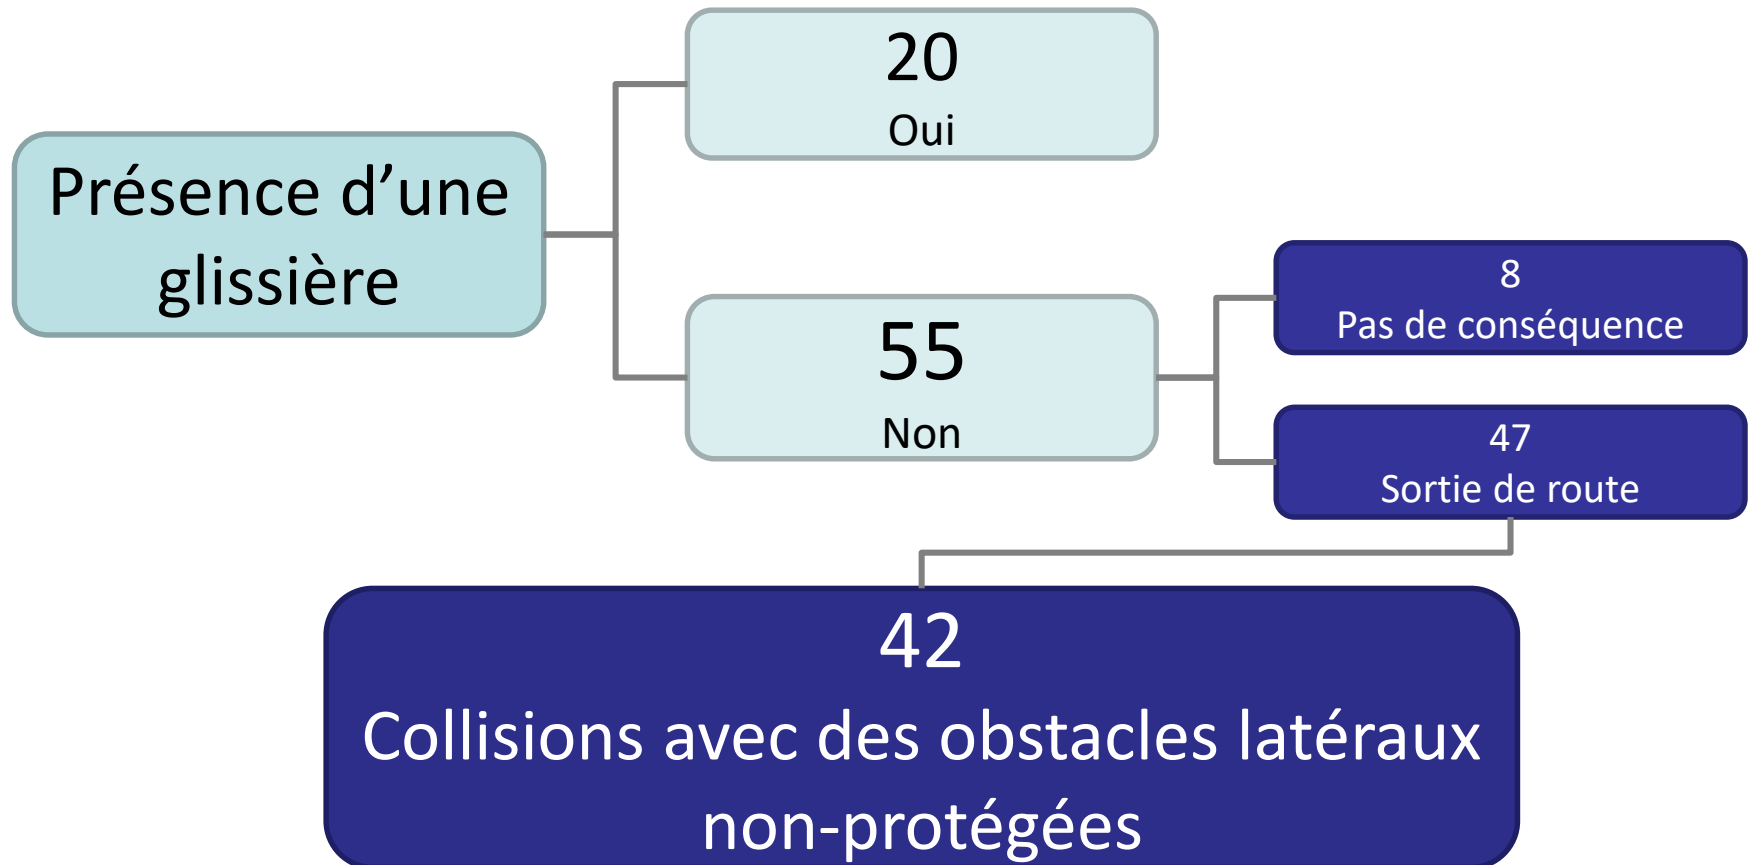 Présence d’une
glissière
20
Oui
55
Non
8
Pas de conséquence
47
Sortie de route
42
Collisions avec des obstacles latéraux
non-protégées